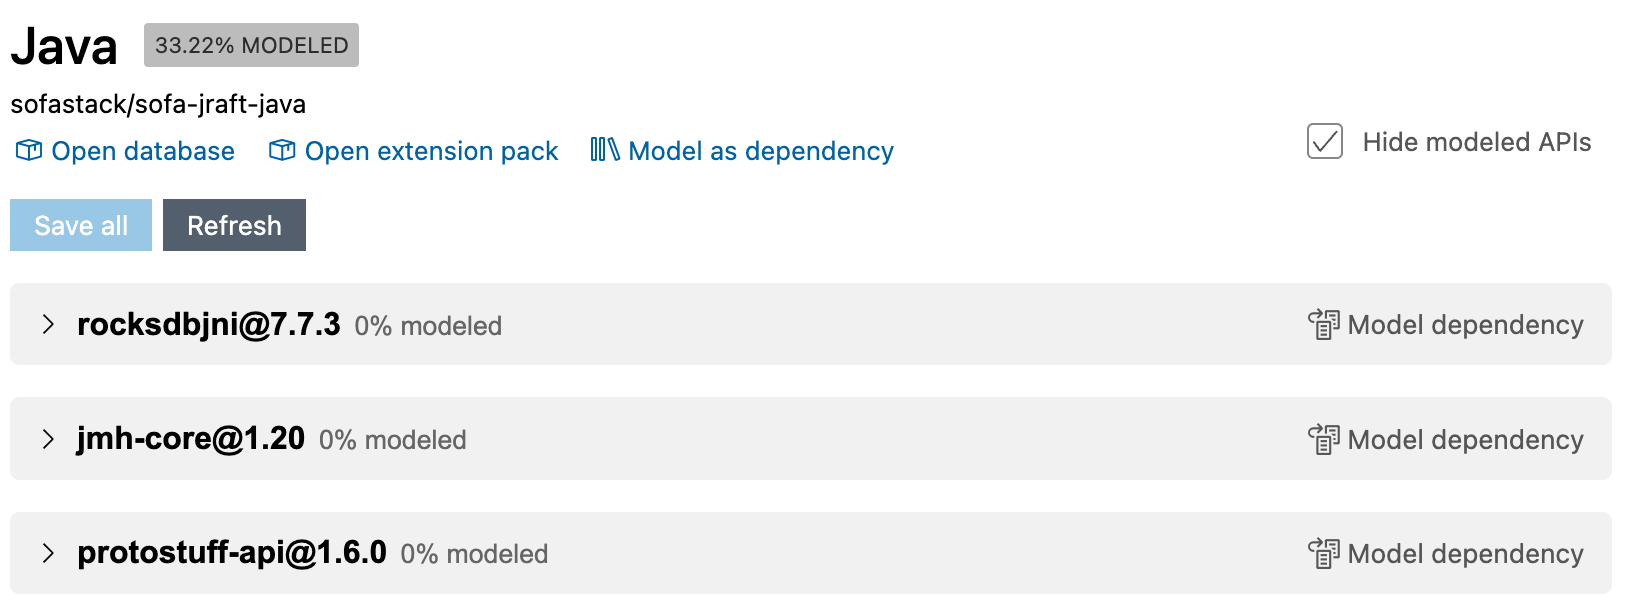 Java 33.22% MODELED
sofastack/sofa-jraft-java
Open database Open extension pack Model as dependency
Hide modeled APIs
Save all Refresh
rocksdbjni@7.7.3 0% modeled Model dependency
jmh-core@1.20 0% modeled Model dependency
protostuff-api@1.6.0 0% modeled Model dependency